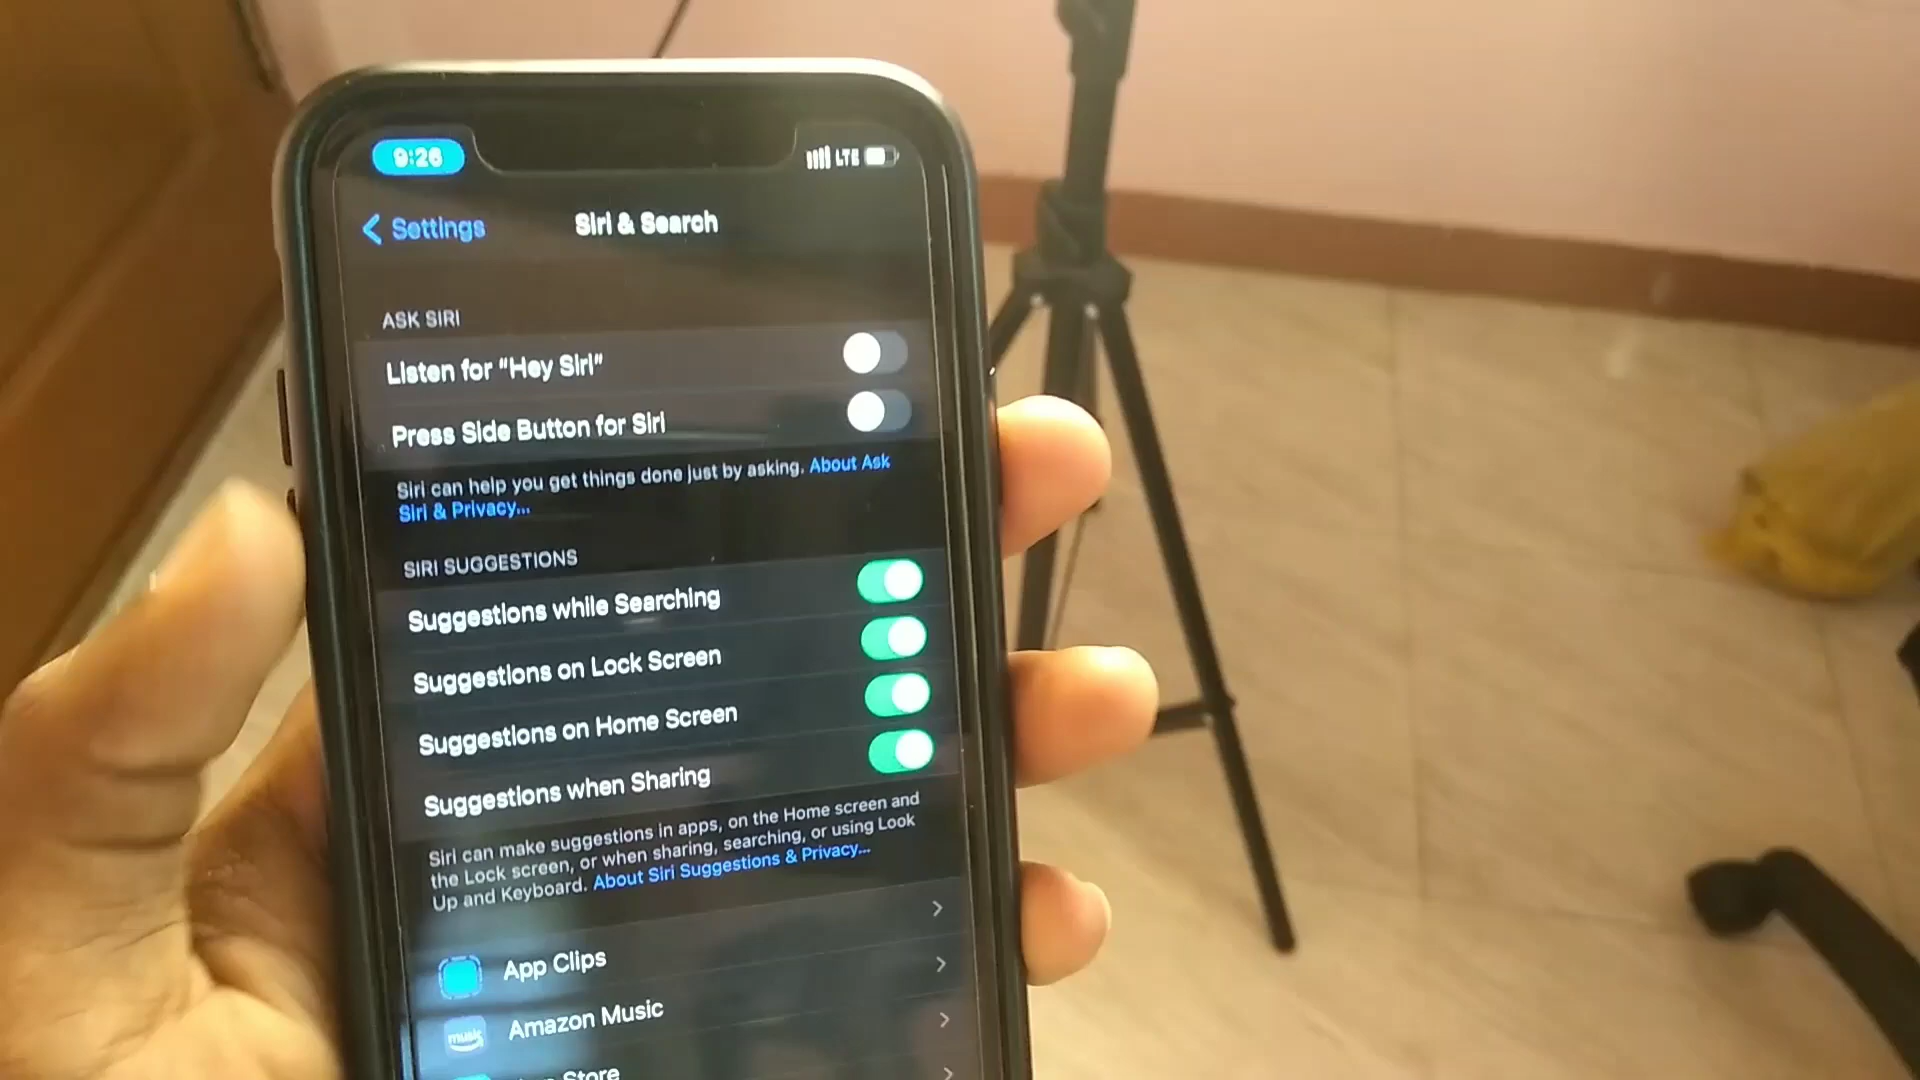 9:26
LTE
Settings
Siri & Search
ASK SIRI
Listen for “Hey Siri”
Press Side Button for Siri
Siri can help you get things done just by asking. About Ask
Siri & Privacy...
SIRI SUGGESTIONS
Suggestions while Searching
Suggestions on Lock Screen
Suggestions on Home Screen
Suggestions when Sharing
Siri can make suggestions in apps, on the Home screen and
the Lock screen, or when sharing, searching, or using Look
Up and Keyboard. About Siri Suggestions & Privacy...
App Clips
music
Amazon Music
Store